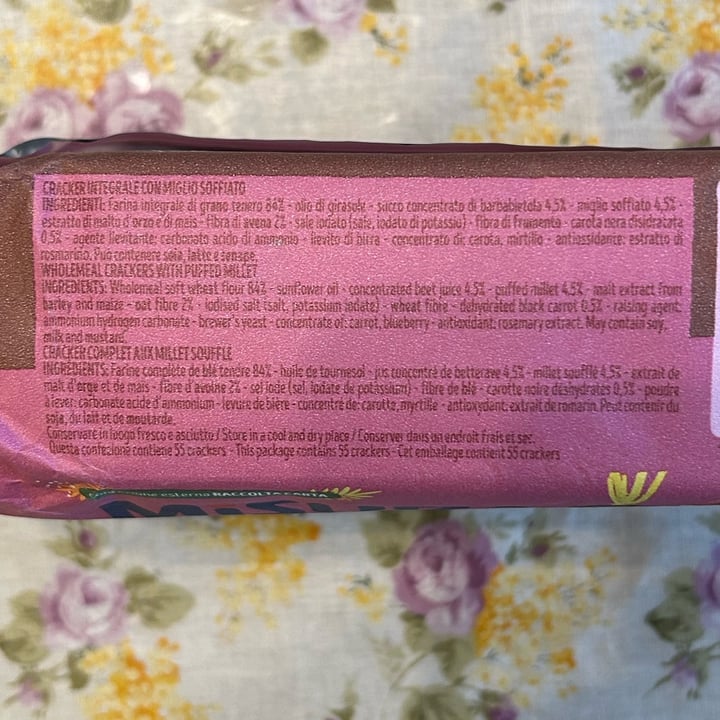 CRACKER INTEGRALE CON MIGLIO SOFFIATO
INGREDIENTI: Farina integrale di grano tenero 84% - olio di girasole - succo concentrato di barbabietola 4,5% - miglio soffiato 4,5% -
estratto di malto d'orzo e di mais - fibra di avena 2% - sale iodato (sale, iodato di potassio) - fibra di frumento - carota nera disidratata
0,5% - agente lievitante: carbonato acido di ammonio - lievito di birra - concentrato di: carota, mirtillo - antiossidante: estratto di
rosmarino. Può contenere soia, latte e senape.
WHOLEMEAL CRACKERS WITH PUFFED MILLET
INGREDIENTS: Wholemeal soft wheat flour 84% - sunflower oil - concentrated beet juice 4,5% - puffed millet 4,5% - malt extract from
barley and maize - oat fibre 2% - iodised salt (salt, potassium iodate) - wheat fibre - dehydrated black carrot 0,5% - raising agent:
ammonium hydrogen carbonate - brewer's yeast - concentrate of: carrot, blueberry - antioxidant: rosemary extract. May contain soy,
milk and mustard.
CRACKER COMPLET AUX MILLET SOUFFLÉ
INGRÉDIENTS: Farine complète de blé tendre 84% - huile de tournesol - jus concentré de betterave 4,5% - millet soufflé 4,5% - extrait de
malt d'orge et de mais - fibre d'avoine 2% - sel iodé (sel, iodate de potassium) - fibre de blé - carotte noire déshydratés 0,5% - poudre
à lever: carbonate acide d'ammonium - levure de bière - concentré de: carotte, myrtille - antioxydant: extrait de romarin. Peut contenir du
soja, du lait et de moutarde.
Conservare in luogo fresco e asciutto / Store in a cool and dry place / Conserver dans un endroit frais et sec.
Questa confezione contiene 55 crackers - This package contains 55 crackers - Cet emballage contient 55 crackers
esterna RACCOLTA CARTA